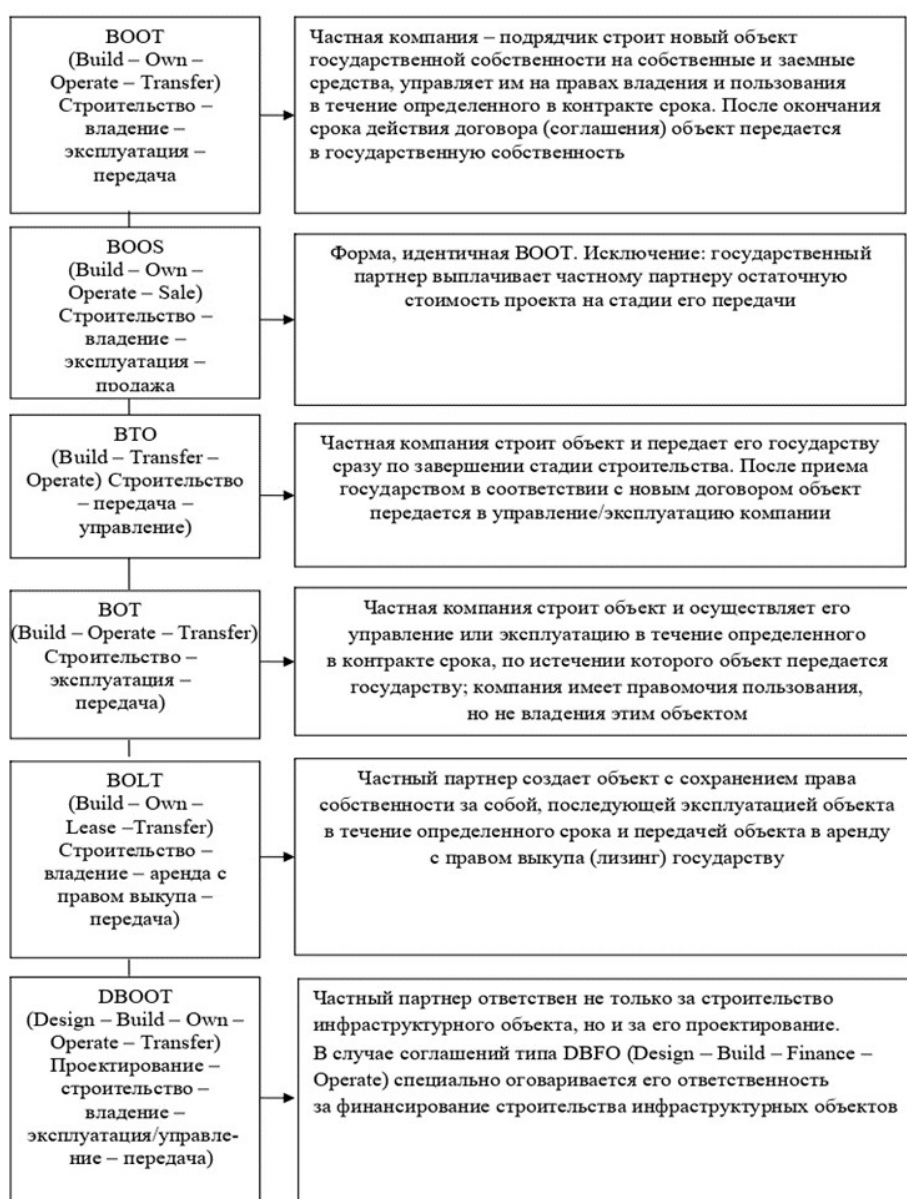 BOOT
(Build – Own –
Operate – Transfer)
Строительство –
владение –
эксплуатация –
передача
Частная компания – подрядчик строит новый объект
государственной собственности на собственные и заемные
средства, управляет им на правах владения и пользования
в течение определенного в контракте срока. После окончания
срока действия договора (соглашения) объект передается
в государственную собственность
BOOS
(Build – Own –
Operate – Sale)
Строительство –
владение –
эксплуатация –
продажа
Форма, идентичная BOOT. Исключение: государственный
партнер выплачивает частному партнеру остаточную
стоимость проекта на стадии его передачи
BTO
(Build – Transfer –
Operate) Строительство
– передача –
управление)
Частная компания строит объект и передает его государству
сразу по завершении стадии строительства. После приема
государством в соответствии с новым договором объект
передается в управление/эксплуатацию компании
BOT
(Build – Operate – Transfer)
Строительство –
эксплуатация –
передача)
Частная компания строит объект и осуществляет его
управление или эксплуатацию в течение определенного
в контракте срока, по истечении которого объект передается
государству; компания имеет правомочия пользования,
но не владения этим объектом
BOLT
(Build – Own –
Lease –Transfer)
Строительство –
владение – аренда с
правом выкупа –
передача)
Частный партнер создает объект с сохранением права
собственности за собой, последующей эксплуатацией объекта
в течение определенного срока и передачей объекта в аренду
с правом выкупа (лизинг) государству
DBOOT
(Design – Build – Own –
Operate – Transfer)
Проектирование –
строительство –
владение –
эксплуатация/управле-
ние – передача)
Частный партнер ответствен не только за строительство
инфраструктурного объекта, но и за его проектирование.
В случае соглашений типа DBFO (Design – Build – Finance –
Operate) специально оговаривается его ответственность
за финансирование строительства инфраструктурных объектов